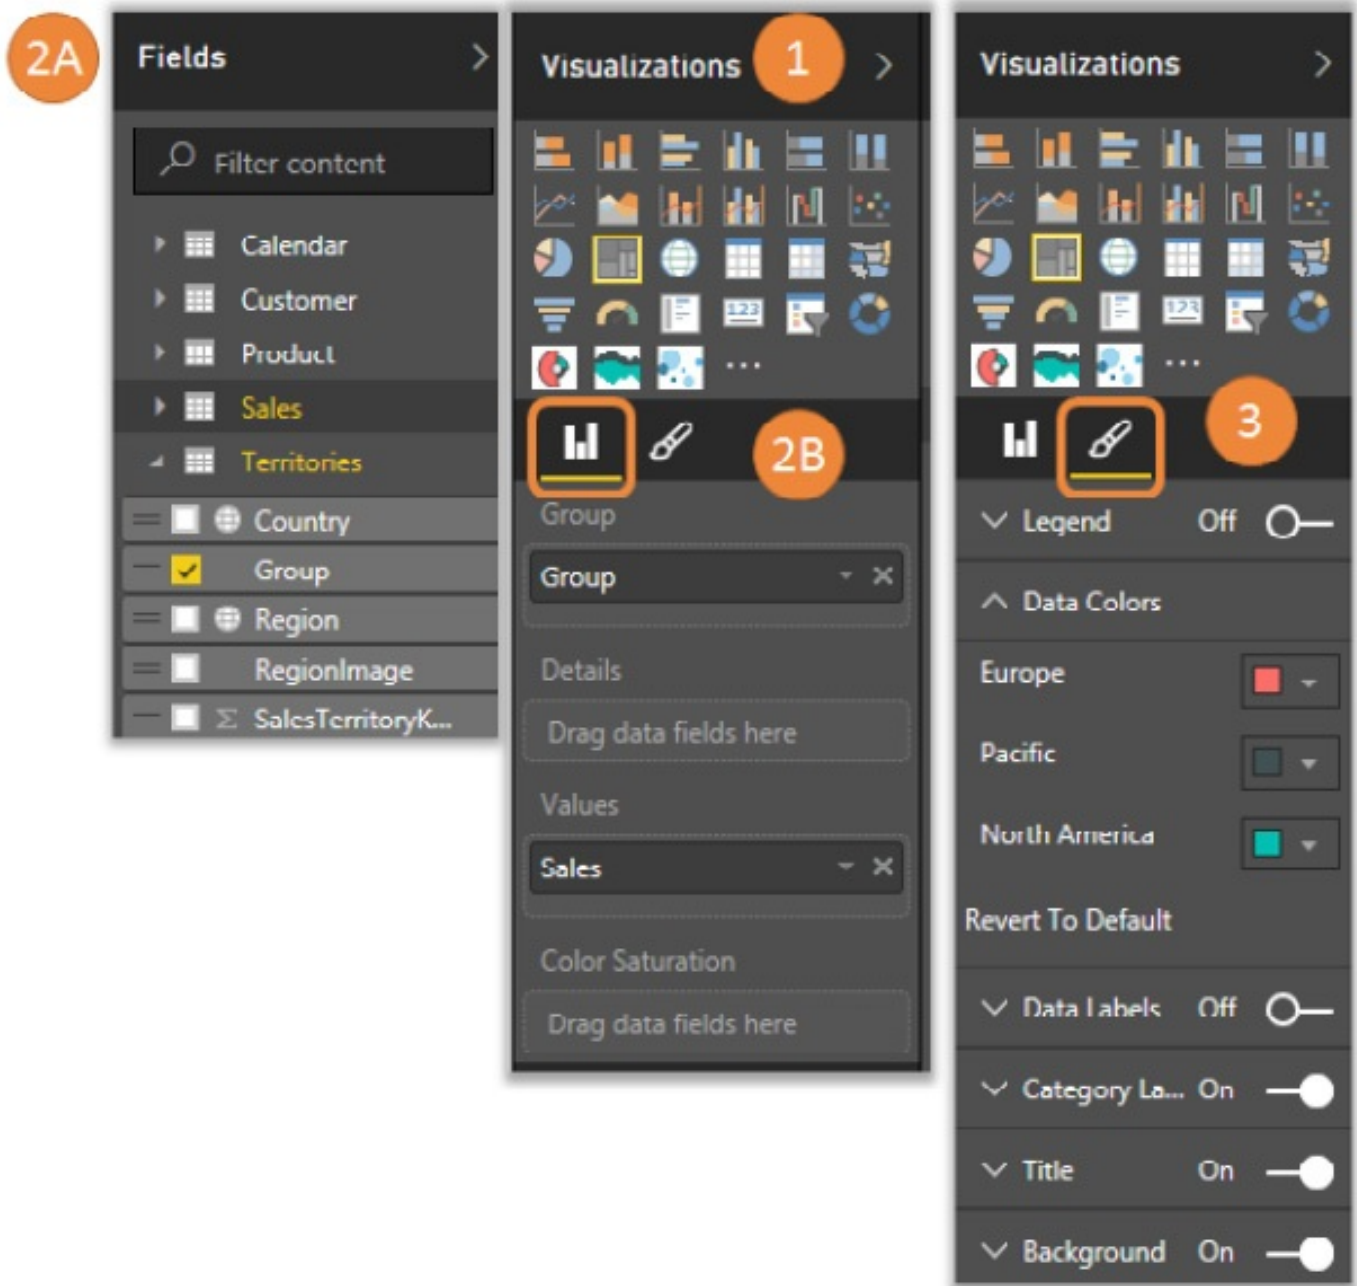 2A
Fields
Filter content
Calendar
Customer
Product
Sales
Territories
Country
Group
Region
RegionImage
SalesTerritoryK...
Visualizations
1
123
2B
Group
Group
Details
Drag data fields here
Values
Sales
Color Saturation
Drag data fields here
Visualizations
123
3
Legend Off
Data Colors
Europe
Pacific
North America
Revert To Default
Data Labels Off
Category La... On
Title On
Background On